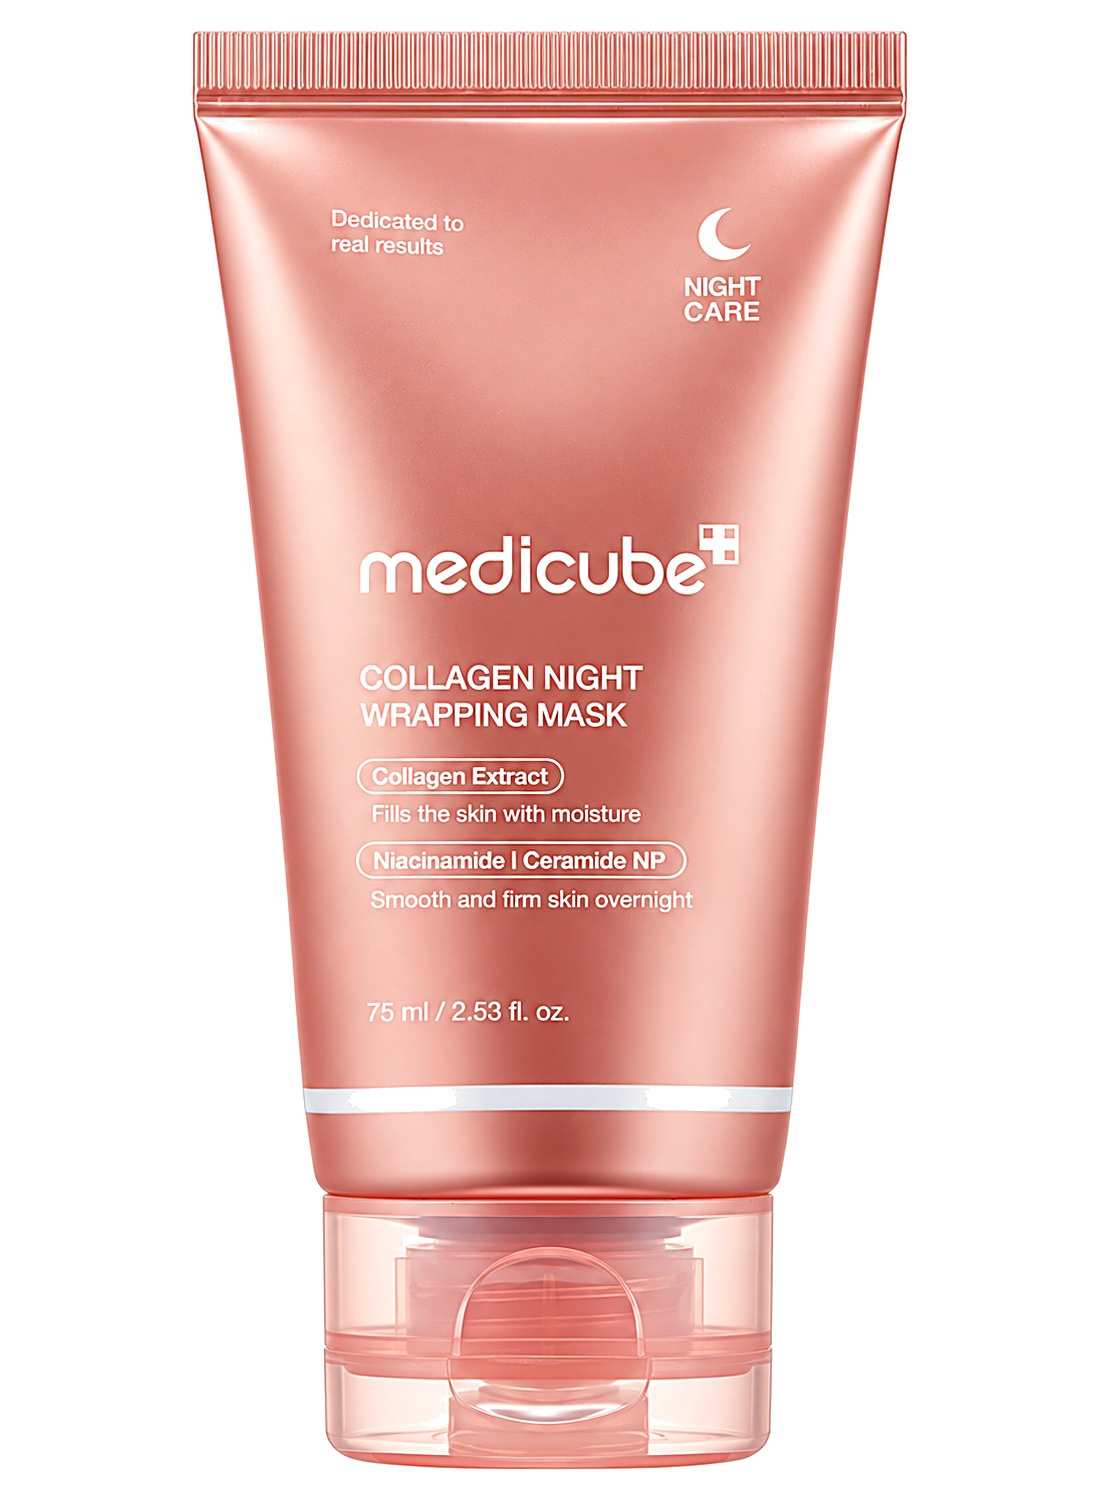 Dedicated to
real results
NIGHT
CARE
medicube
COLLAGEN NIGHT
WRAPPING MASK
Collagen Extract
Fills the skin with moisture
Niacinamide | Ceramide NP
Smooth and firm skin overnight
75 ml / 2.53 fl. oz.